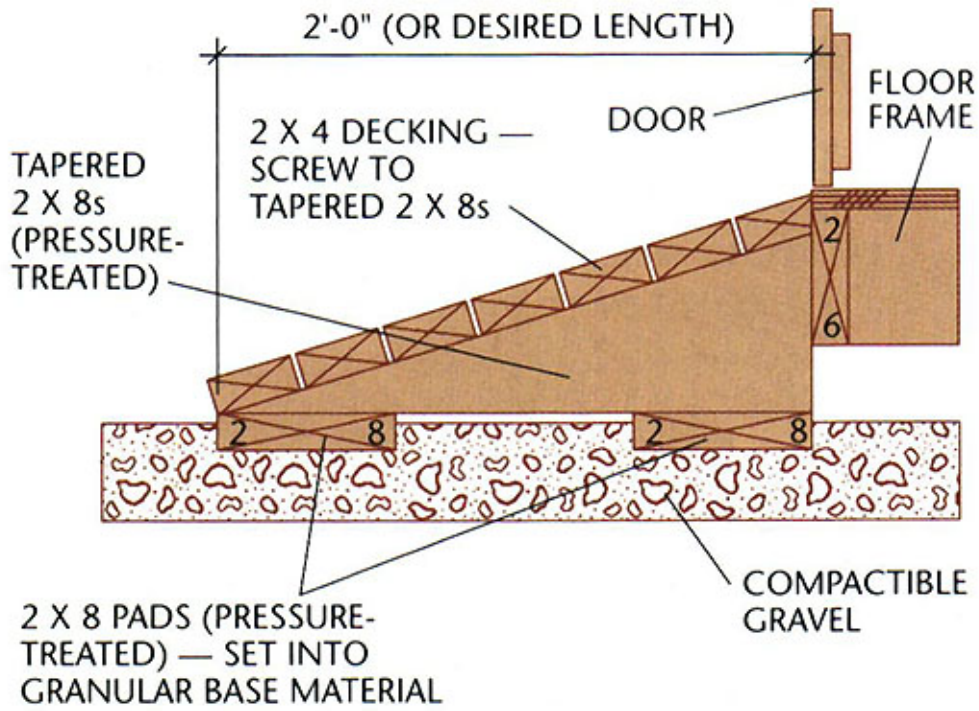 2'-0" (OR DESIRED LENGTH)
DOOR
FLOOR
FRAME
2 X 4 DECKING —
SCREW TO
TAPERED 2 X 8s
TAPERED
2 X 8s
(PRESSURE-
TREATED)
2
6
2 8
2 8
COMPACTIBLE
GRAVEL
2 X 8 PADS (PRESSURE-
TREATED) — SET INTO
GRANULAR BASE MATERIAL